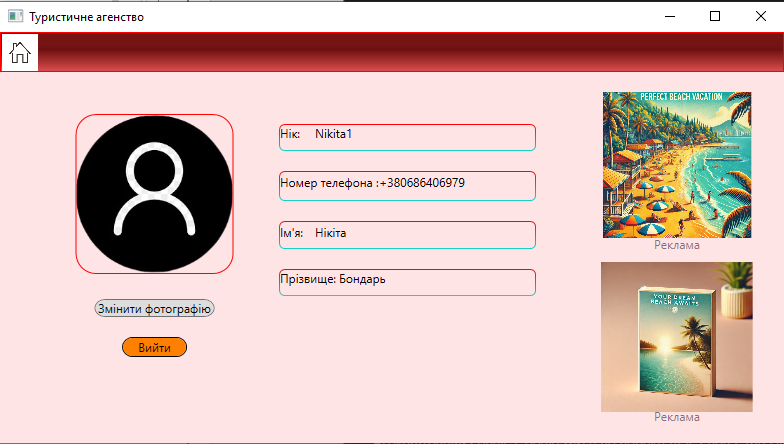 Туристичне агенство
Нік: Nikita1
Номер телефона :+380686406979
Ім'я: Нікіта
Прізвище: Бондарь
Змінити фотографію
Вийти
PERFECT BEACH VACATION
Реклама
YOUR DREAM
BEACH AWAITS
Реклама